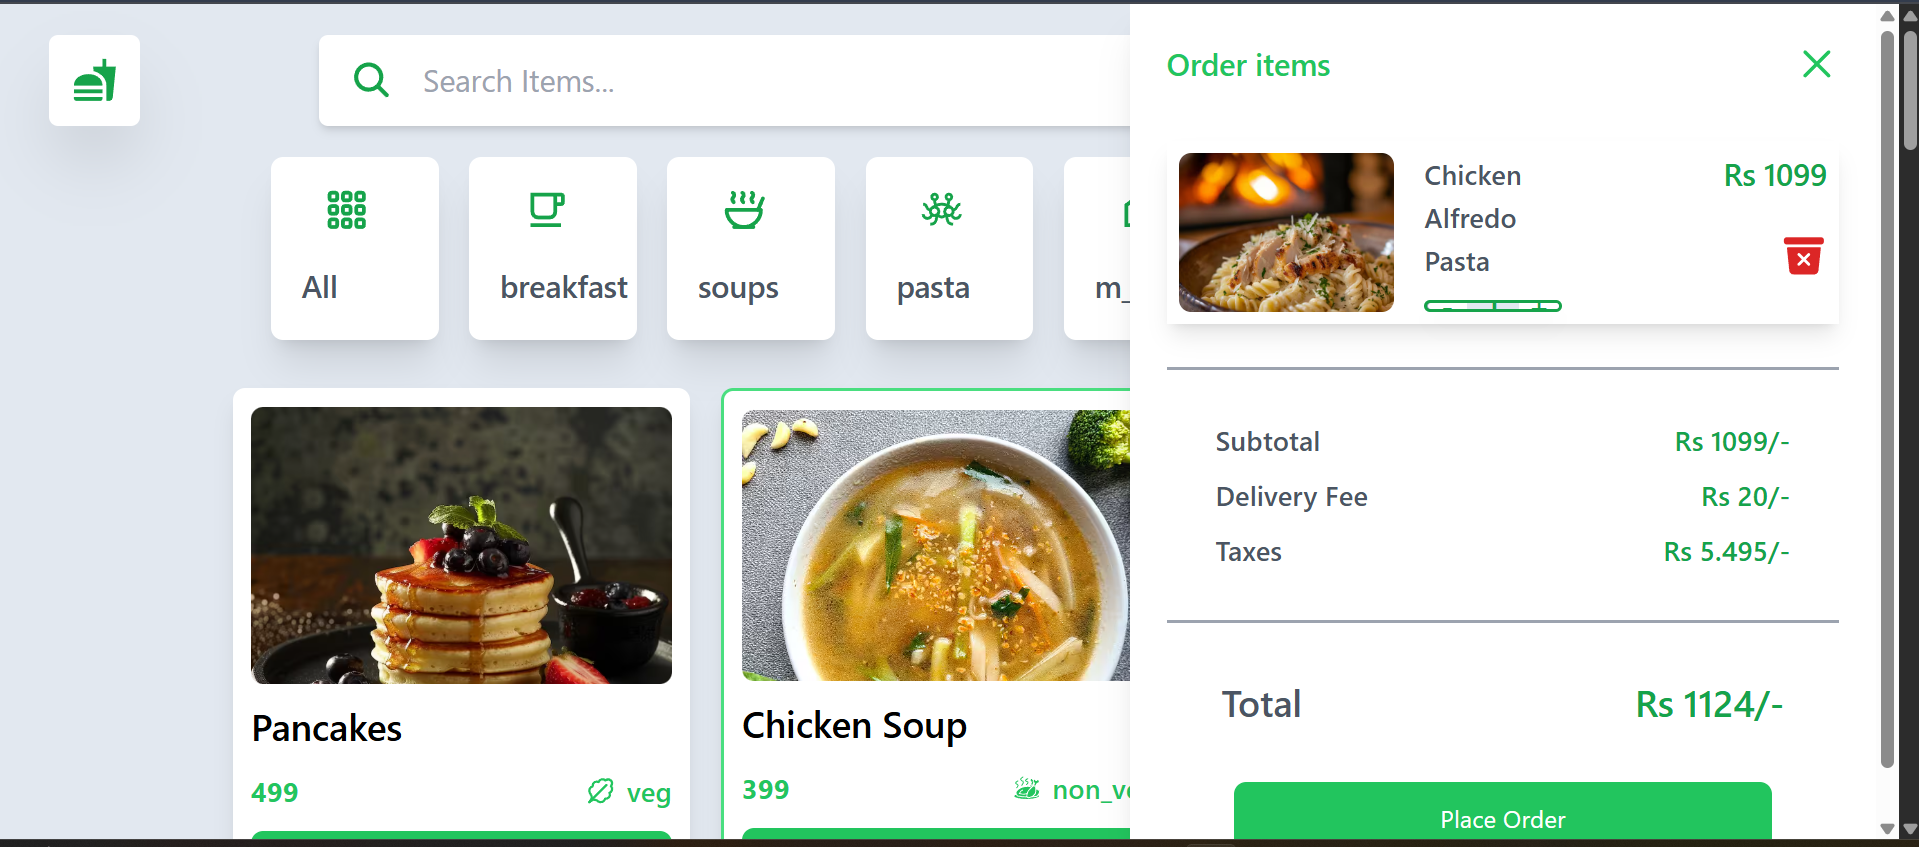 Search Items...
All
breakfast
soups
pasta
m_
Pancakes
499
veg
Chicken Soup
399
non_ve
Order items
Chicken
Alfredo
Pasta
Rs 1099
Subtotal
Rs 1099/-
Delivery Fee
Rs 20/-
Taxes
Rs 5.495/-
Total
Rs 1124/-
Place Order